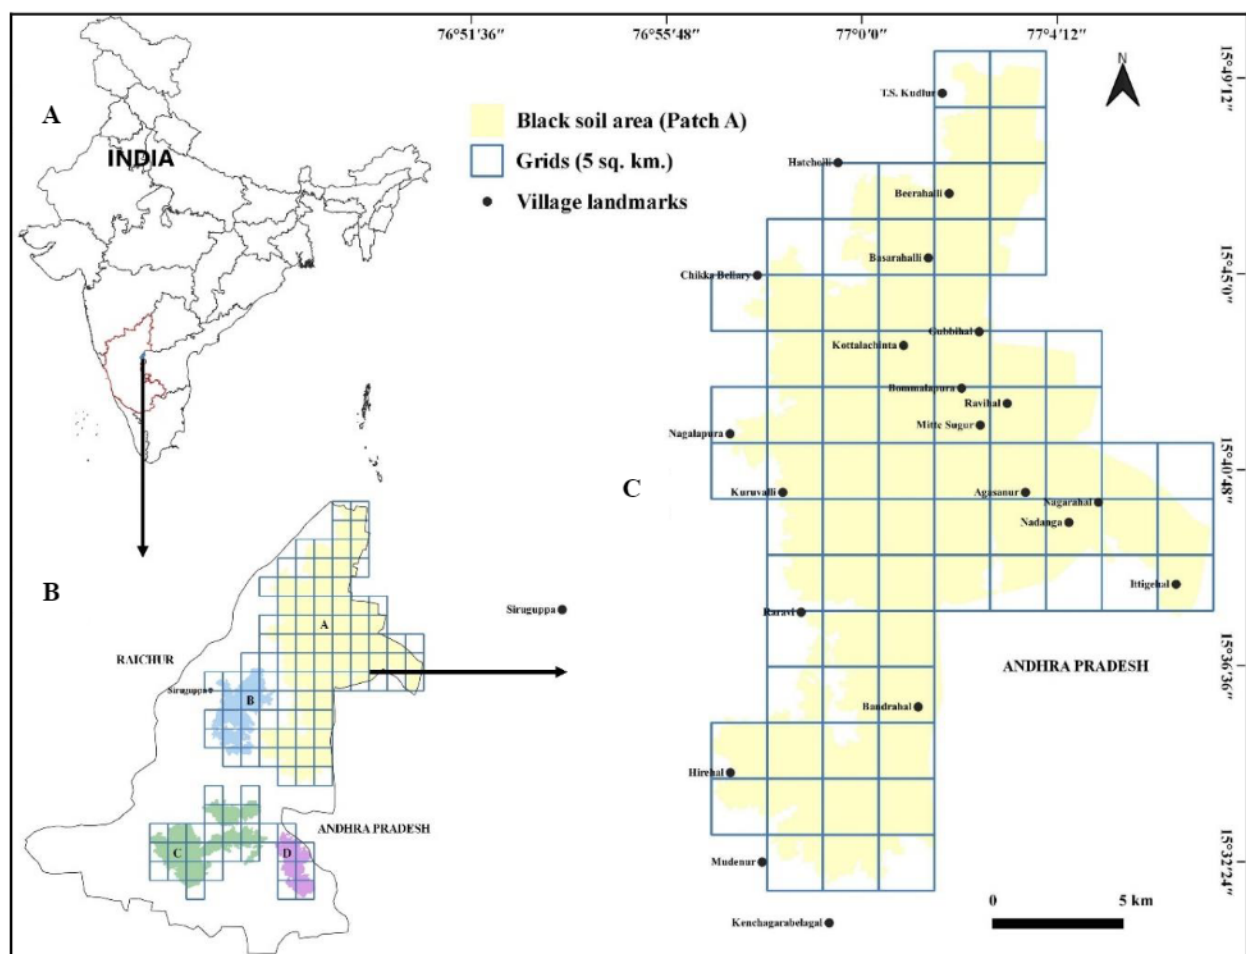 76°51'36"
76°55'48"
77°0'0"
77°4'12"
A
INDIA
Black soil area (Patch A)
Grids (5 sq. km.)
Village landmarks
N
15°49'12"
15°45'0"
15°40'48"
15°36'36"
15°32'24"
T.S. Kudlur
Hatcholli
Beerahalli
Basarahalli
Chikka Bellary
Gubbihal
Kottalachinta
Bommalapura
Ravihal
Mitte Sugur
Nagalapura
C
Kuruvalli
Agasanur
Nagarahal
Nadanga
Ittigehal
Raravi
ANDHRA PRADESH
Bandrahal
Hirehal
Mudenur
Kenchagarabelagal
0
5 km
B
Siraguppa
A
RAICHUR
Siraguppa
B
ANDHRA PRADESH
C
D